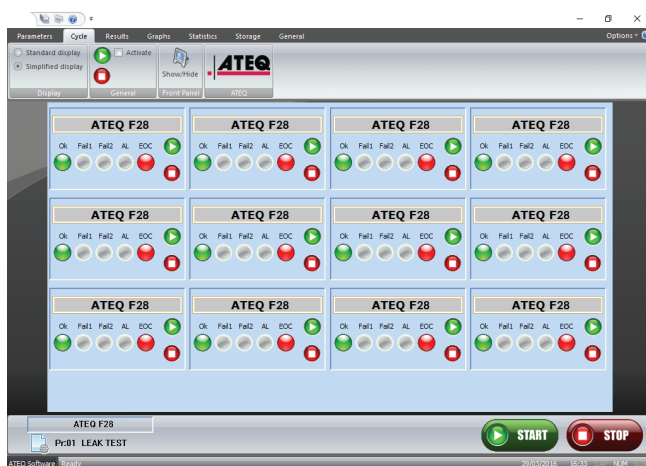 Parameters Cycle Results Graphs Statistics Storage General Options
Standard display Activate
Simplified display Show/Hide ATEQ
Display General Front Panel ATEQ
ATEQ F28 ATEQ F28 ATEQ F28 ATEQ F28
Ok Fail1 Fail2 AL EOC Ok Fail1 Fail2 AL EOC Ok Fail1 Fail2 AL EOC Ok Fail1 Fail2 AL EOC
ATEQ F28 ATEQ F28 ATEQ F28 ATEQ F28
Ok Fail1 Fail2 AL EOC Ok Fail1 Fail2 AL EOC Ok Fail1 Fail2 AL EOC Ok Fail1 Fail2 AL EOC
ATEQ F28 ATEQ F28 ATEQ F28 ATEQ F28
Ok Fail1 Fail2 AL EOC Ok Fail1 Fail2 AL EOC Ok Fail1 Fail2 AL EOC Ok Fail1 Fail2 AL EOC
ATEQ F28
Pr:01 LEAK TEST START STOP
ATEQ Software Ready 29/03/2016 16:33 NUM